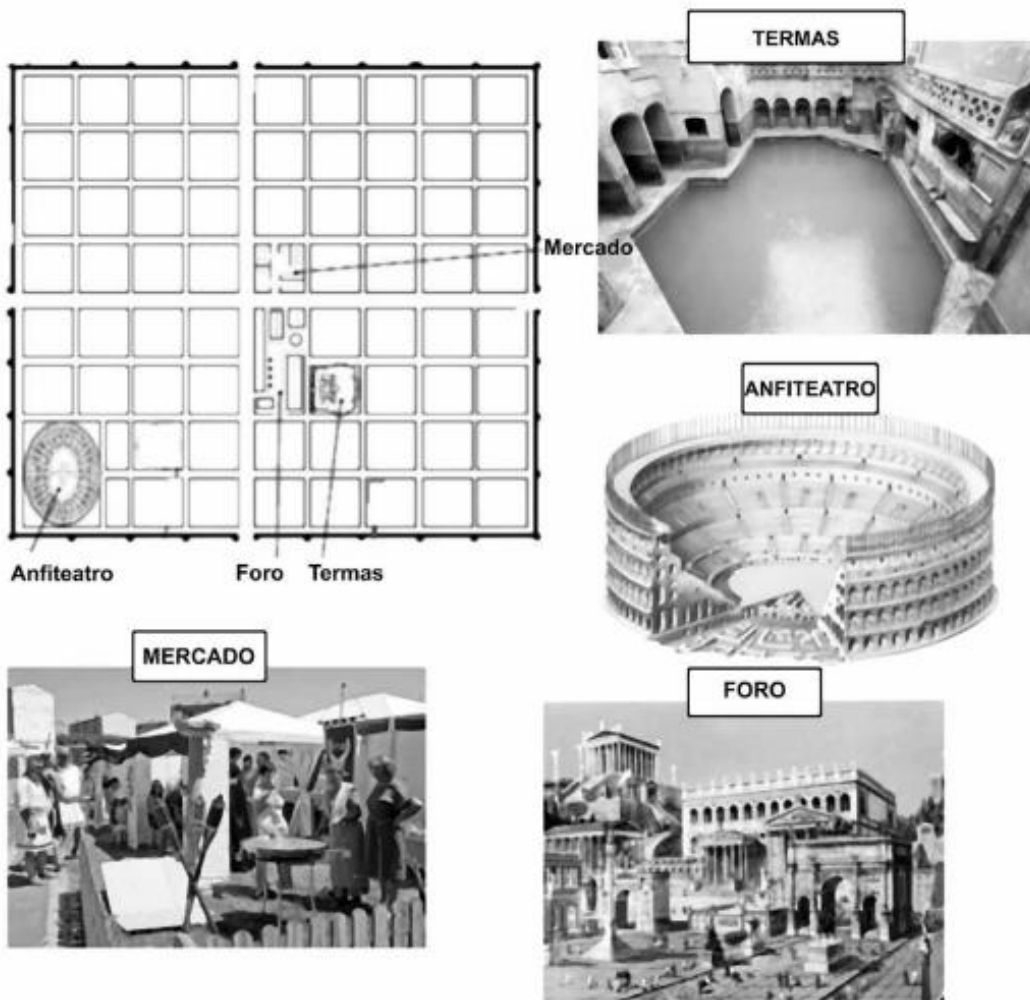 TERMAS
Mercado
ANFITEATRO
Anfiteatro
Foro
Termas
MERCADO
FORO